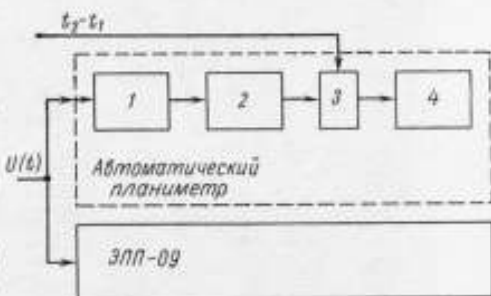 t₂-t₁
1
2
3
4
U(t)
Автоматический
планиметр
ЭПП-09